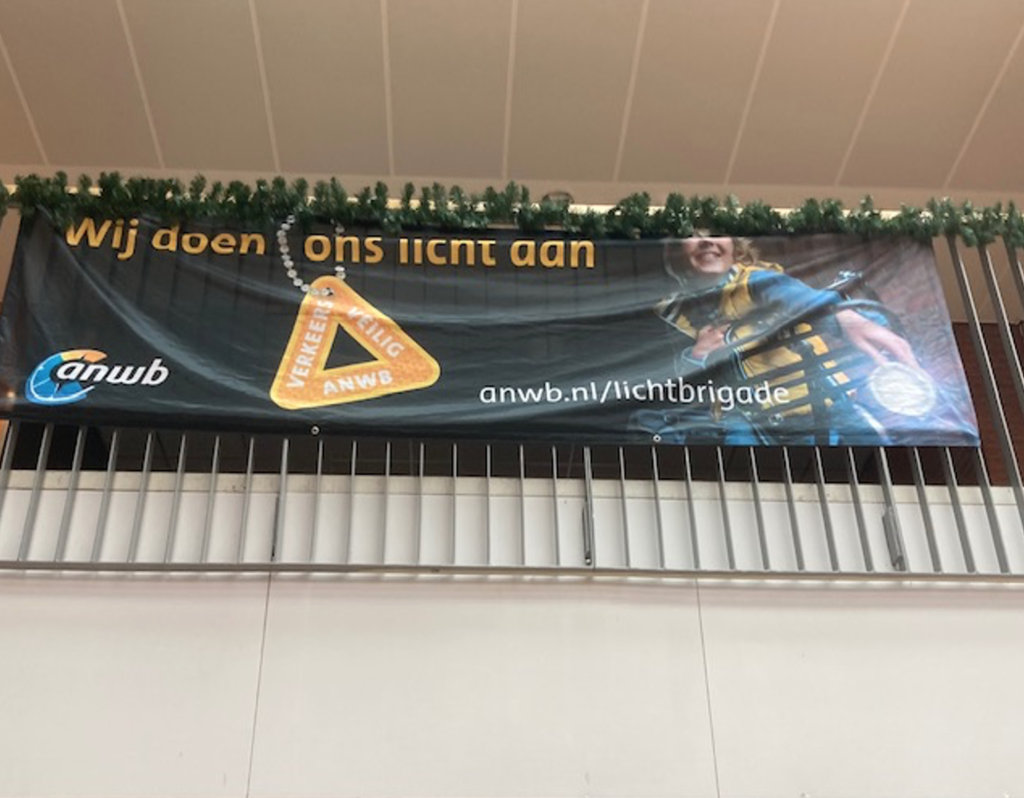 Wij doen ons licht aan
VERKEERS
VEILIG
ANWB
anwb
anwb.nl/lichtbrigade